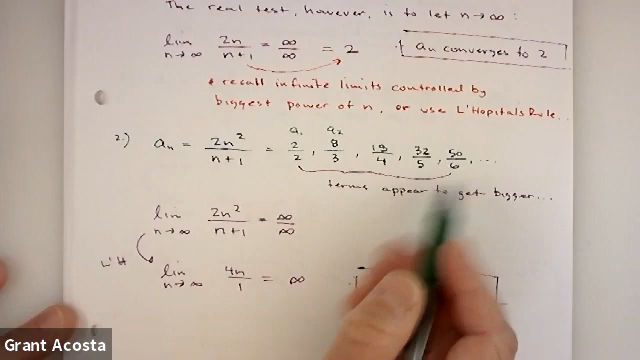 The real test, however, is to let n→∞ :
lim n→∞ 2n/n+1 = ∞/∞ = 2 {an converges to 2
* recall infinite limits controlled by
biggest power of n, or use L'Hopitals Rule...
a1 a2
2) an = 2n²/n+1 = 2/2, 8/3, 18/4, 32/5, 50/6, ...
terms appear to get bigger...
lim n→∞ 2n²/n+1 = ∞/∞
L'H lim n→∞ 4n/1 = ∞
Grant Acosta